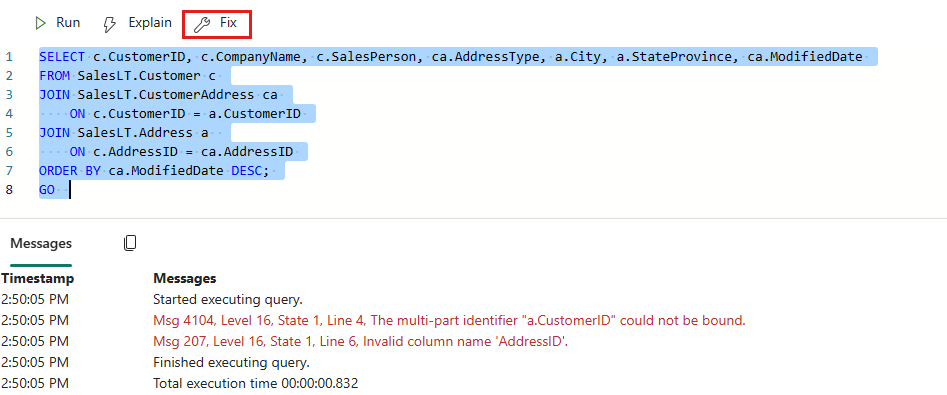 Run Explain Fix
1 SELECT c.CustomerID, c.CompanyName, c.SalesPerson, ca.AddressType, a.City, a.StateProvince, ca.ModifiedDate
2 FROM SalesLT.Customer c
3 JOIN SalesLT.CustomerAddress ca
4 ON c.CustomerID = a.CustomerID
5 JOIN SalesLT.Address a
6 ON c.AddressID = ca.AddressID
7 ORDER BY ca.ModifiedDate DESC;
8 GO
Messages
Timestamp Messages
2:50:05 PM Started executing query.
2:50:05 PM Msg 4104, Level 16, State 1, Line 4, The multi-part identifier "a.CustomerID" could not be bound.
2:50:05 PM Msg 207, Level 16, State 1, Line 6, Invalid column name 'AddressID'.
2:50:05 PM Finished executing query.
2:50:05 PM Total execution time 00:00:00.832